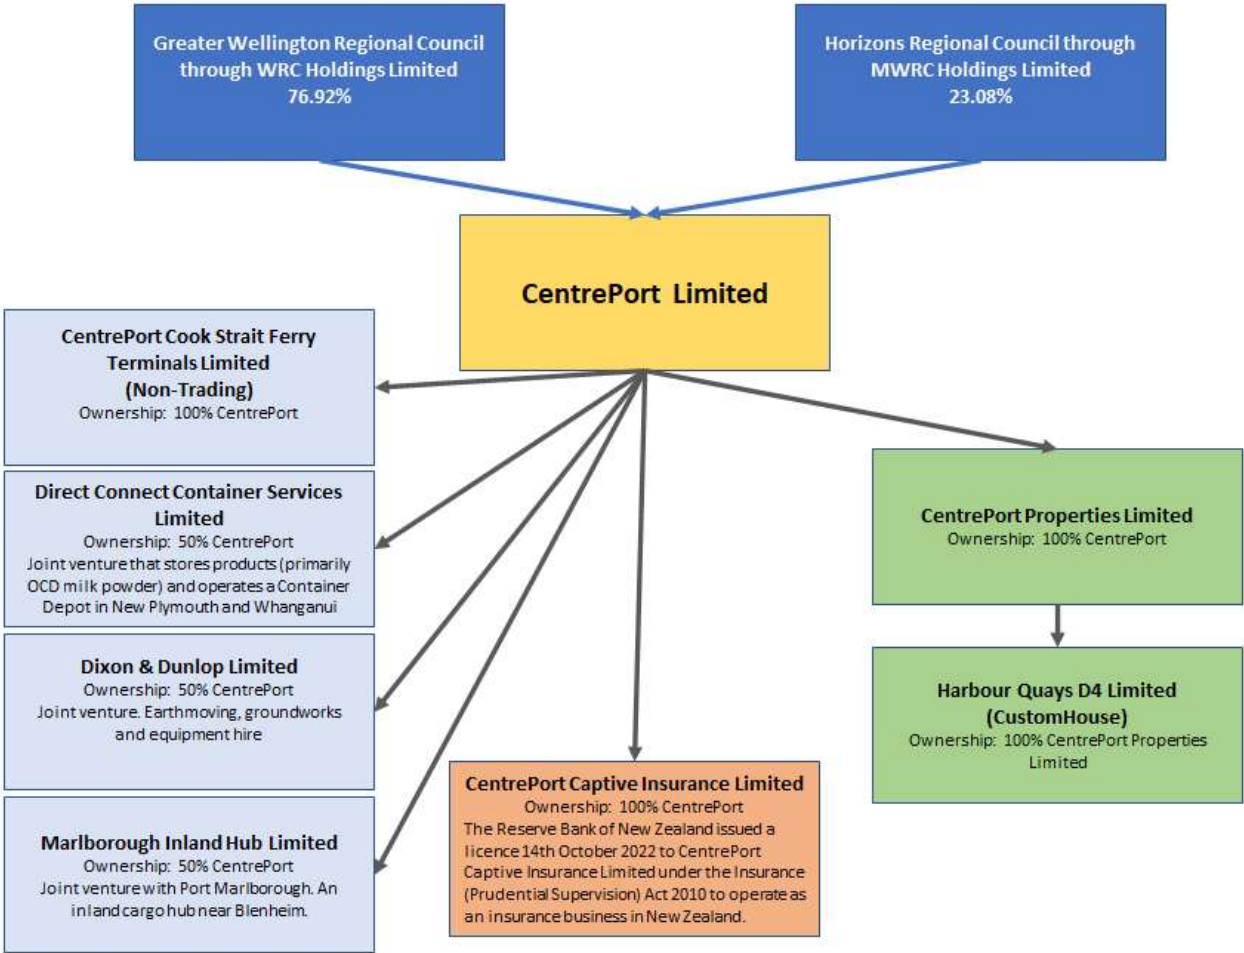 Greater Wellington Regional Council
through WRC Holdings Limited
76.92%
Horizons Regional Council through
MWRC Holdings Limited
23.08%
CentrePort Limited
CentrePort Cook Strait Ferry
Terminals Limited
(Non-Trading)
Ownership: 100% CentrePort
Direct Connect Container Services
Limited
Ownership: 50% CentrePort
Joint venture that stores products (primarily
OCD milk powder) and operates a Container
Depot in New Plymouth and Whanganui
Dixon & Dunlop Limited
Ownership: 50% CentrePort
Joint venture. Earthmoving, groundworks
and equipment hire
Marlborough Inland Hub Limited
Ownership: 50% CentrePort
Joint venture with Port Marlborough. An
inland cargo hub near Blenheim.
CentrePort Captive Insurance Limited
Ownership: 100% CentrePort
The Reserve Bank of New Zealand issued a
licence 14th October 2022 to CentrePort
Captive Insurance Limited under the Insurance
(Prudential Supervision) Act 2010 to operate as
an insurance business in New Zealand.
CentrePort Properties Limited
Ownership: 100% CentrePort
Harbour Quays D4 Limited
(CustomHouse)
Ownership: 100% CentrePort Properties
Limited